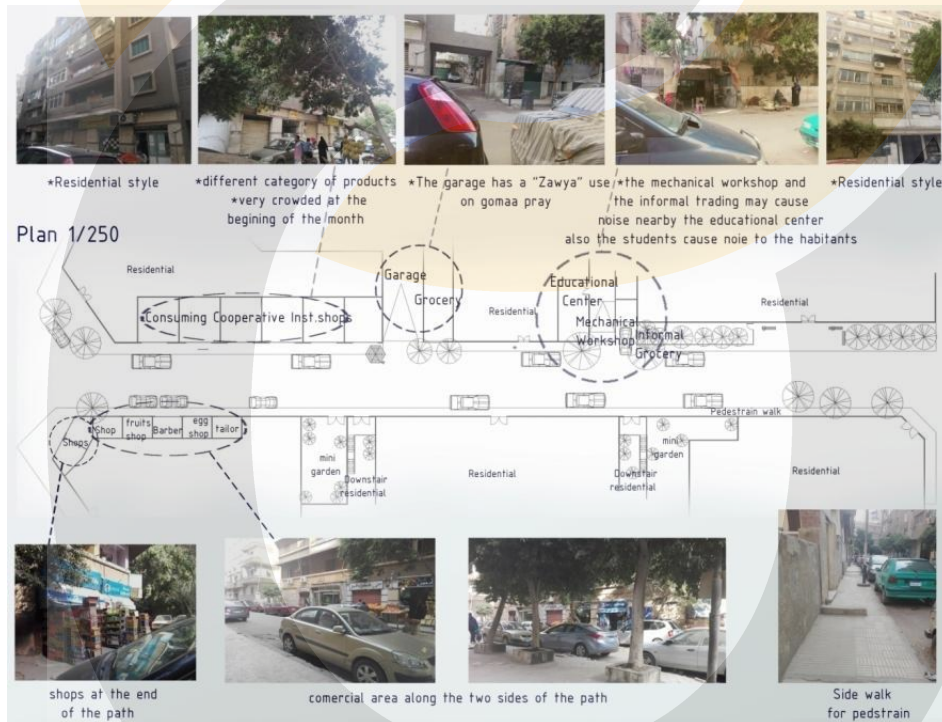 *Residential style
*different category of products
*very crowded at the
begining of the month
*The garage has a "Zawya" use
on gomaa pray
*the mechanical workshop and
the informal trading may cause
noise nearby the educational center
also the students cause noie to the habitants
*Residential style
Plan 1/250
Residential
Consuming Cooperative Inst.shops
Garage
Grocery
Residential
Educational
Center
Mechanical
Workshop
Informal
Grocery
Residential
Shops
Shop
fruits
shop
Barber
egg
shop
tailor
Pedestrain walk
mini
garden
Downstair
residential
Residential
Downstair
residential
mini
garden
Residential
Residential
shops at the end
of the path
comercial area along the two sides of the path
Side walk
for pedstrain